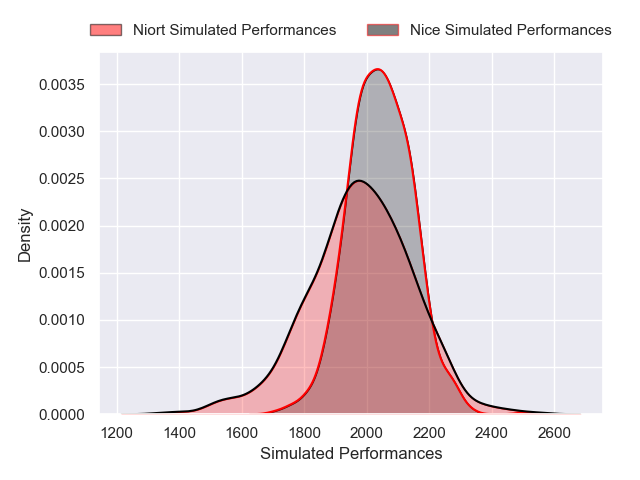 Niort Simulated Performances
Nice Simulated Performances
0.0035
0.0030
0.0025
0.0020
0.0015
0.0010
0.0005
0.0000
Density
1200 1400 1600 1800 2000 2200 2400 2600
Simulated Performances